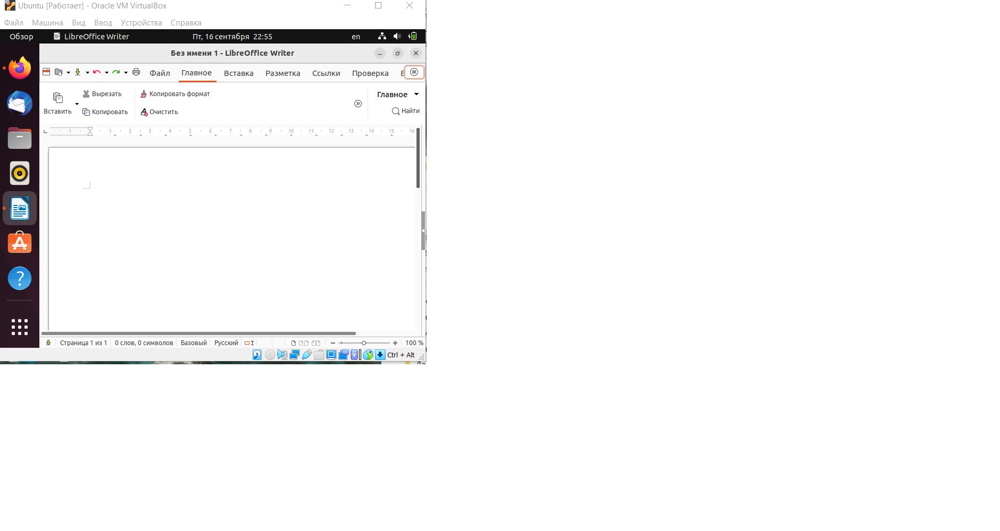 Ubuntu [Работает] - Oracle VM VirtualBox
Файл Машина Вид Ввод Устройства Справка
Обзор LibreOffice Writer Пт, 16 сентября 22:55 en
Без имени 1 - LibreOffice Writer
Файл Главное Вставка Разметка Ссылки Проверка
Вставить Вырезать Копировать формат Главное
Копировать Очистить Найти
1 1 2 3 4 5 6 7 8 9 10 11 12 13 14 15 16
Страница 1 из 1 0 слов, 0 символов Базовый Русский 100 %
Ctrl + Alt